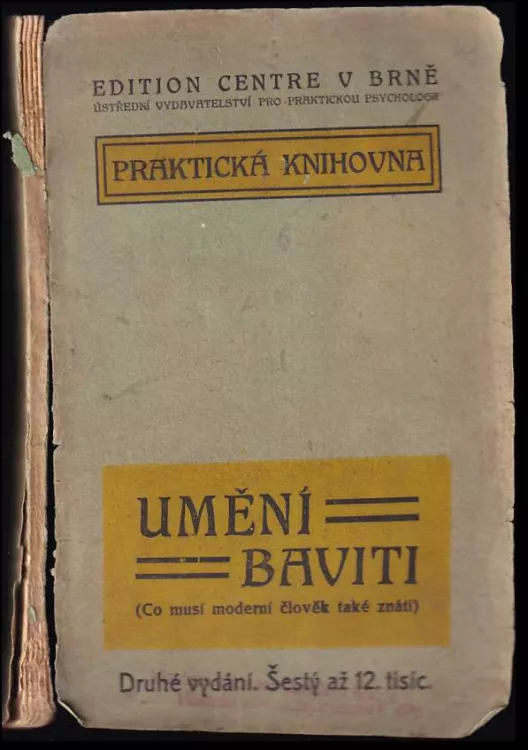 EDITION CENTRE V BRNĚ
ÚSTŘEDNÍ VYDAVATELSTVÍ PRO PRAKTICKOU PSYCHOLOGII
PRAKTICKÁ KNIHOVNA
UMĚNÍ
BAVITI
(Co musí moderní člověk také znáti)
Druhé vydání. Šestý až 12. tisíc.